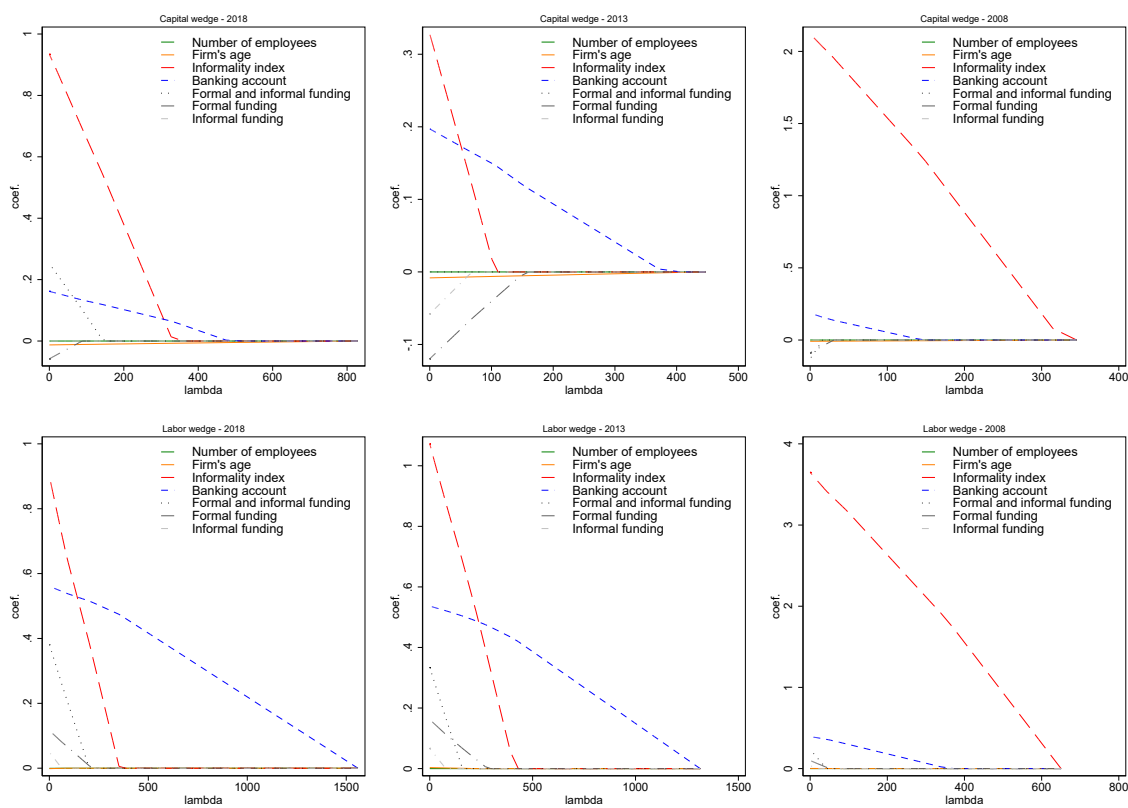 Capital wedge - 2018
1
.8
.6
.4
.2
0
coef.
0 200 400 600 800
lambda
Number of employees
Firm's age
Informality index
Banking account
Formal and informal funding
Formal funding
Informal funding
Capital wedge - 2013
.3
.2
.1
0
-.1
coef.
0 100 200 300 400 500
lambda
Number of employees
Firm's age
Informality index
Banking account
Formal and informal funding
Formal funding
Informal funding
Capital wedge - 2008
2
1.5
1
.5
0
coef.
0 100 200 300 400
lambda
Number of employees
Firm's age
Informality index
Banking account
Formal and informal funding
Formal funding
Informal funding
Labor wedge - 2018
1
.8
.6
.4
.2
0
coef.
0 500 1000 1500
lambda
Number of employees
Firm's age
Informality index
Banking account
Formal and informal funding
Formal funding
Informal funding
Labor wedge - 2013
1
.8
.6
.4
.2
0
coef.
0 500 1000 1500
lambda
Number of employees
Firm's age
Informality index
Banking account
Formal and informal funding
Formal funding
Informal funding
Labor wedge - 2008
4
3
2
1
0
coef.
0 200 400 600 800
lambda
Number of employees
Firm's age
Informality index
Banking account
Formal and informal funding
Formal funding
Informal funding